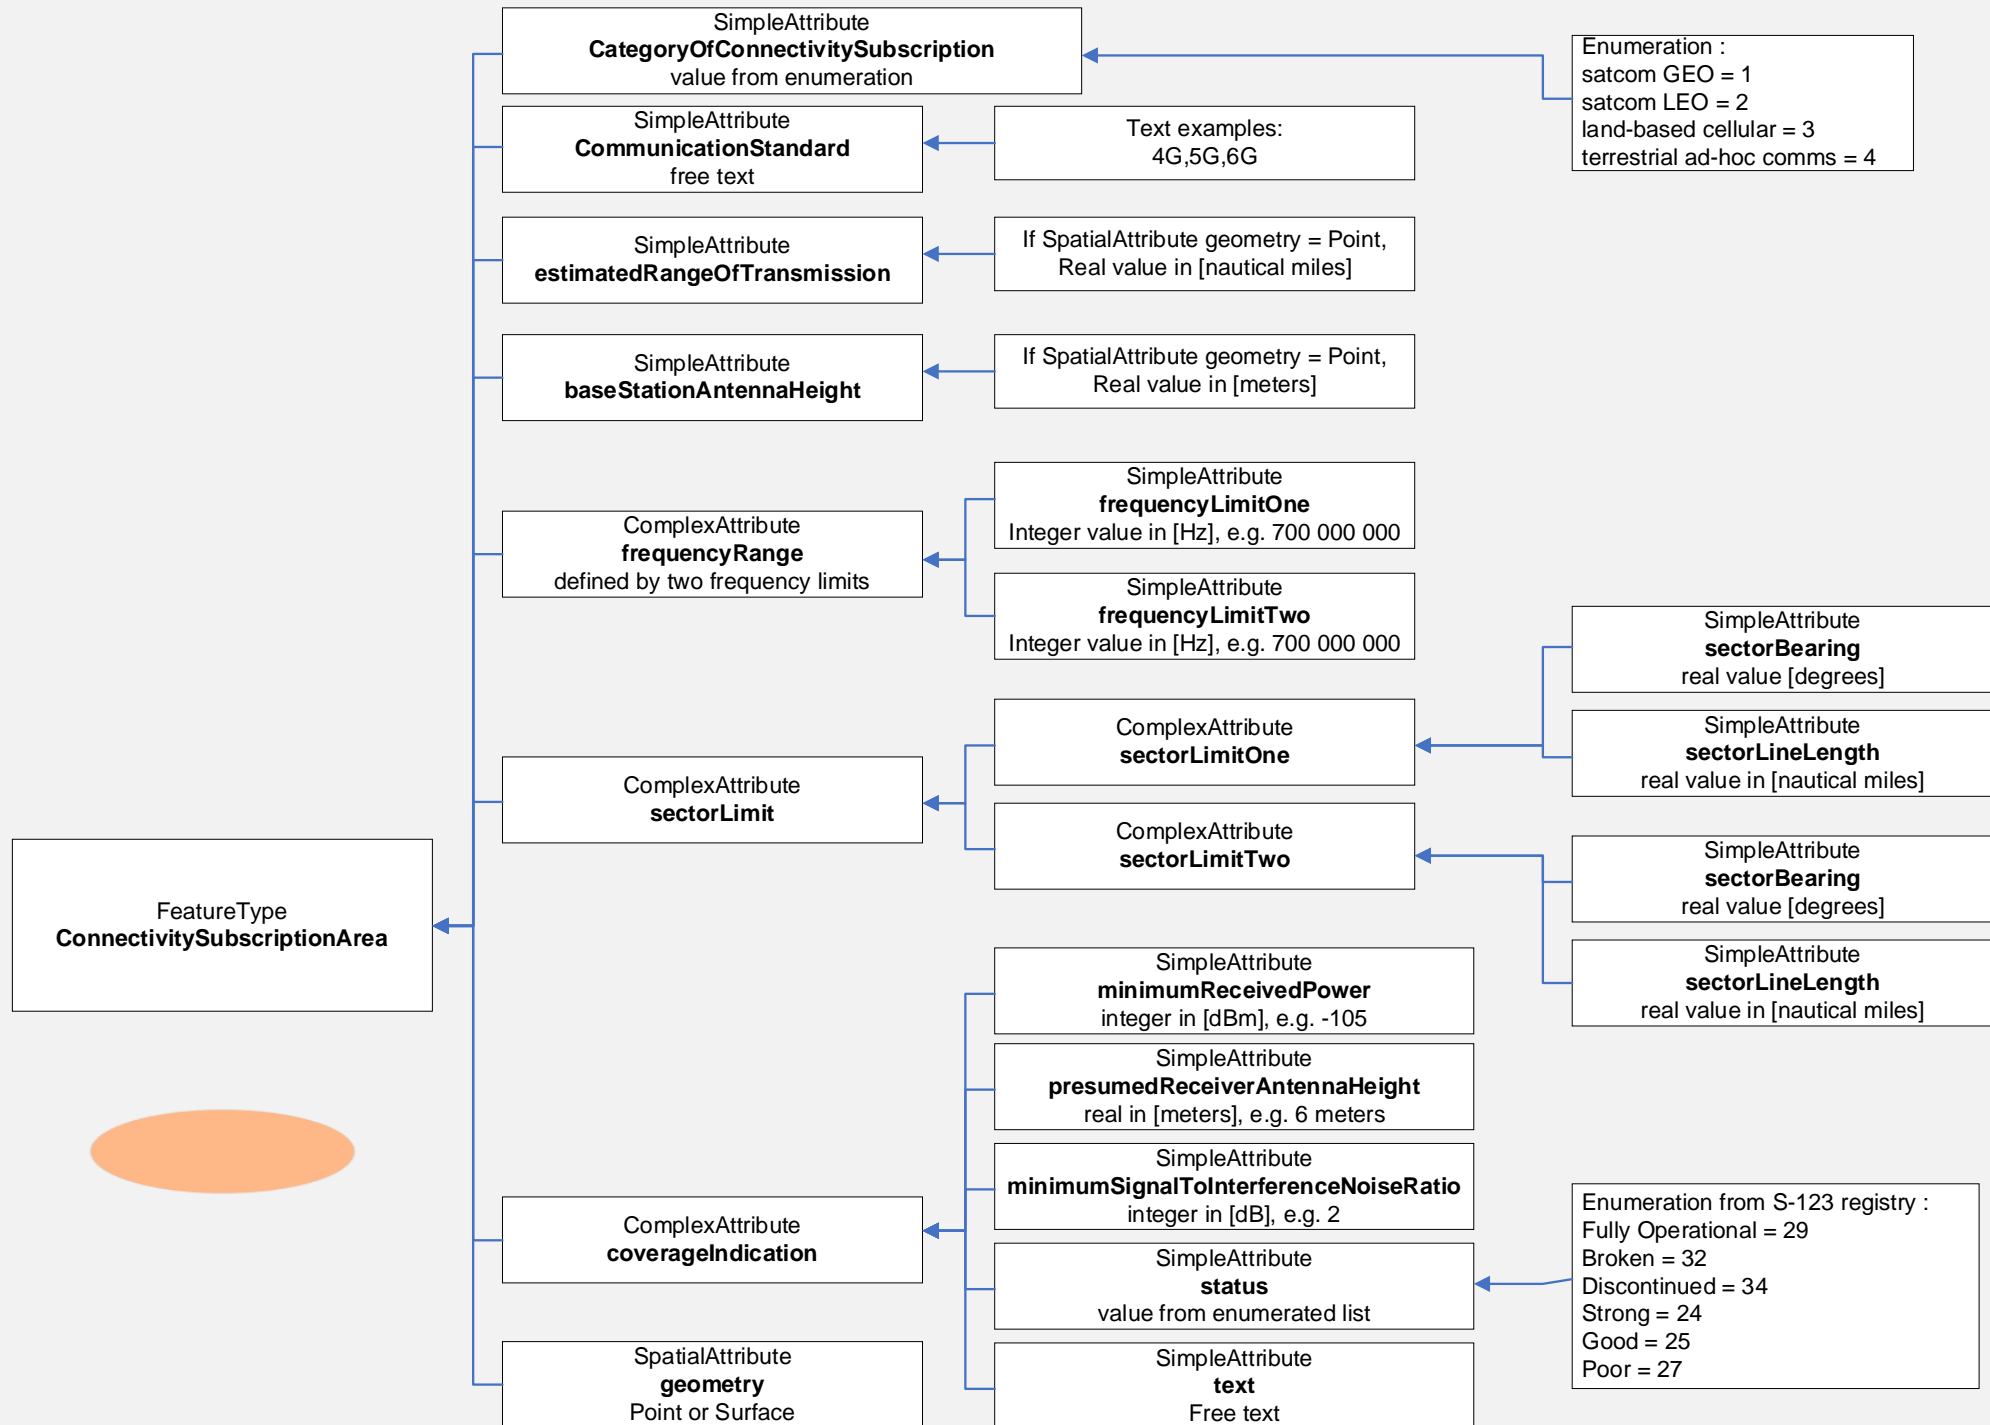 SimpleAttribute
CategoryOfConnectivitySubscription
value from enumeration
Enumeration :
satcom GEO = 1
satcom LEO = 2
land-based cellular = 3
terrestrial ad-hoc comms = 4
SimpleAttribute
CommunicationStandard
free text
Text examples:
4G,5G,6G
SimpleAttribute
estimatedRangeOfTransmission
If SpatialAttribute geometry = Point,
Real value in [nautical miles]
SimpleAttribute
baseStationAntennaHeight
If SpatialAttribute geometry = Point,
Real value in [meters]
ComplexAttribute
frequencyRange
defined by two frequency limits
SimpleAttribute
frequencyLimitOne
Integer value in [Hz], e.g. 700 000 000
SimpleAttribute
frequencyLimitTwo
Integer value in [Hz], e.g. 700 000 000
ComplexAttribute
sectorLimit
ComplexAttribute
sectorLimitOne
SimpleAttribute
sectorBearing
real value [degrees]
SimpleAttribute
sectorLineLength
real value in [nautical miles]
ComplexAttribute
sectorLimitTwo
SimpleAttribute
sectorBearing
real value [degrees]
SimpleAttribute
sectorLineLength
real value in [nautical miles]
FeatureType
ConnectivitySubscriptionArea
ComplexAttribute
coverageIndication
SimpleAttribute
minimumReceivedPower
integer in [dBm], e.g. -105
SimpleAttribute
presumedReceiverAntennaHeight
real in [meters], e.g. 6 meters
SimpleAttribute
minimumSignalToInterferenceNoiseRatio
integer in [dB], e.g. 2
SimpleAttribute
status
value from enumerated list
Enumeration from S-123 registry :
Fully Operational = 29
Broken = 32
Discontinued = 34
Strong = 24
Good = 25
Poor = 27
SimpleAttribute
text
Free text
SpatialAttribute
geometry
Point or Surface